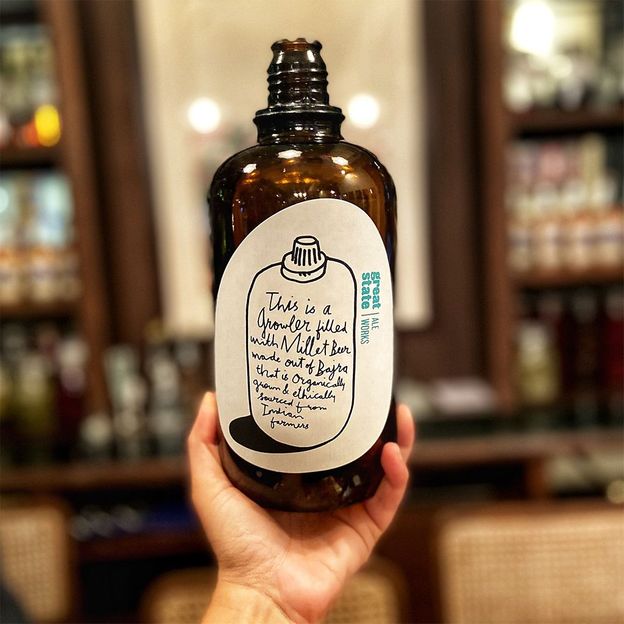 This is a
Growler filled
with Millet Beer
made out of Bajra
that is Organically
grown & ethically
sourced from
Indian
farmers
great
state
ALE
WORKS